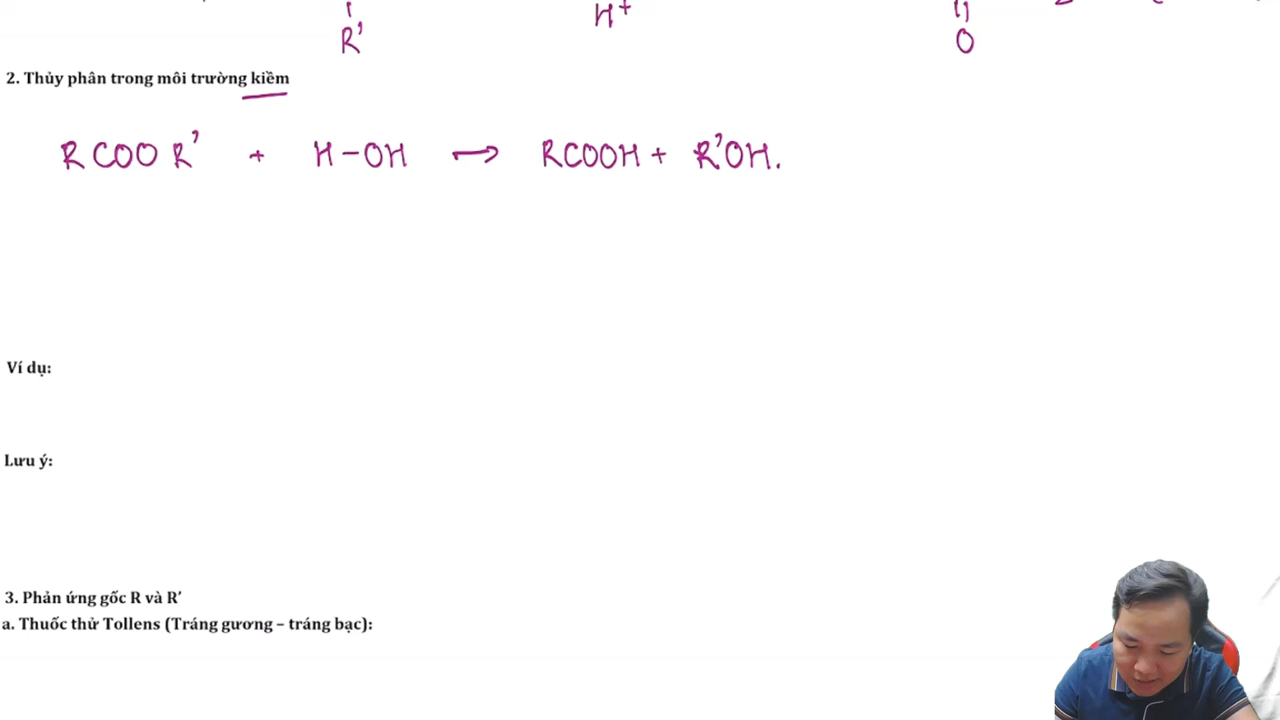 R’ H+ O
2. Thủy phân trong môi trường kiềm
RCOOR’ + H–OH → RCOOH + R’OH.
Ví dụ:
Lưu ý:
3. Phản ứng gốc R và R’
a. Thuốc thử Tollens (Tráng gương – tráng bạc):